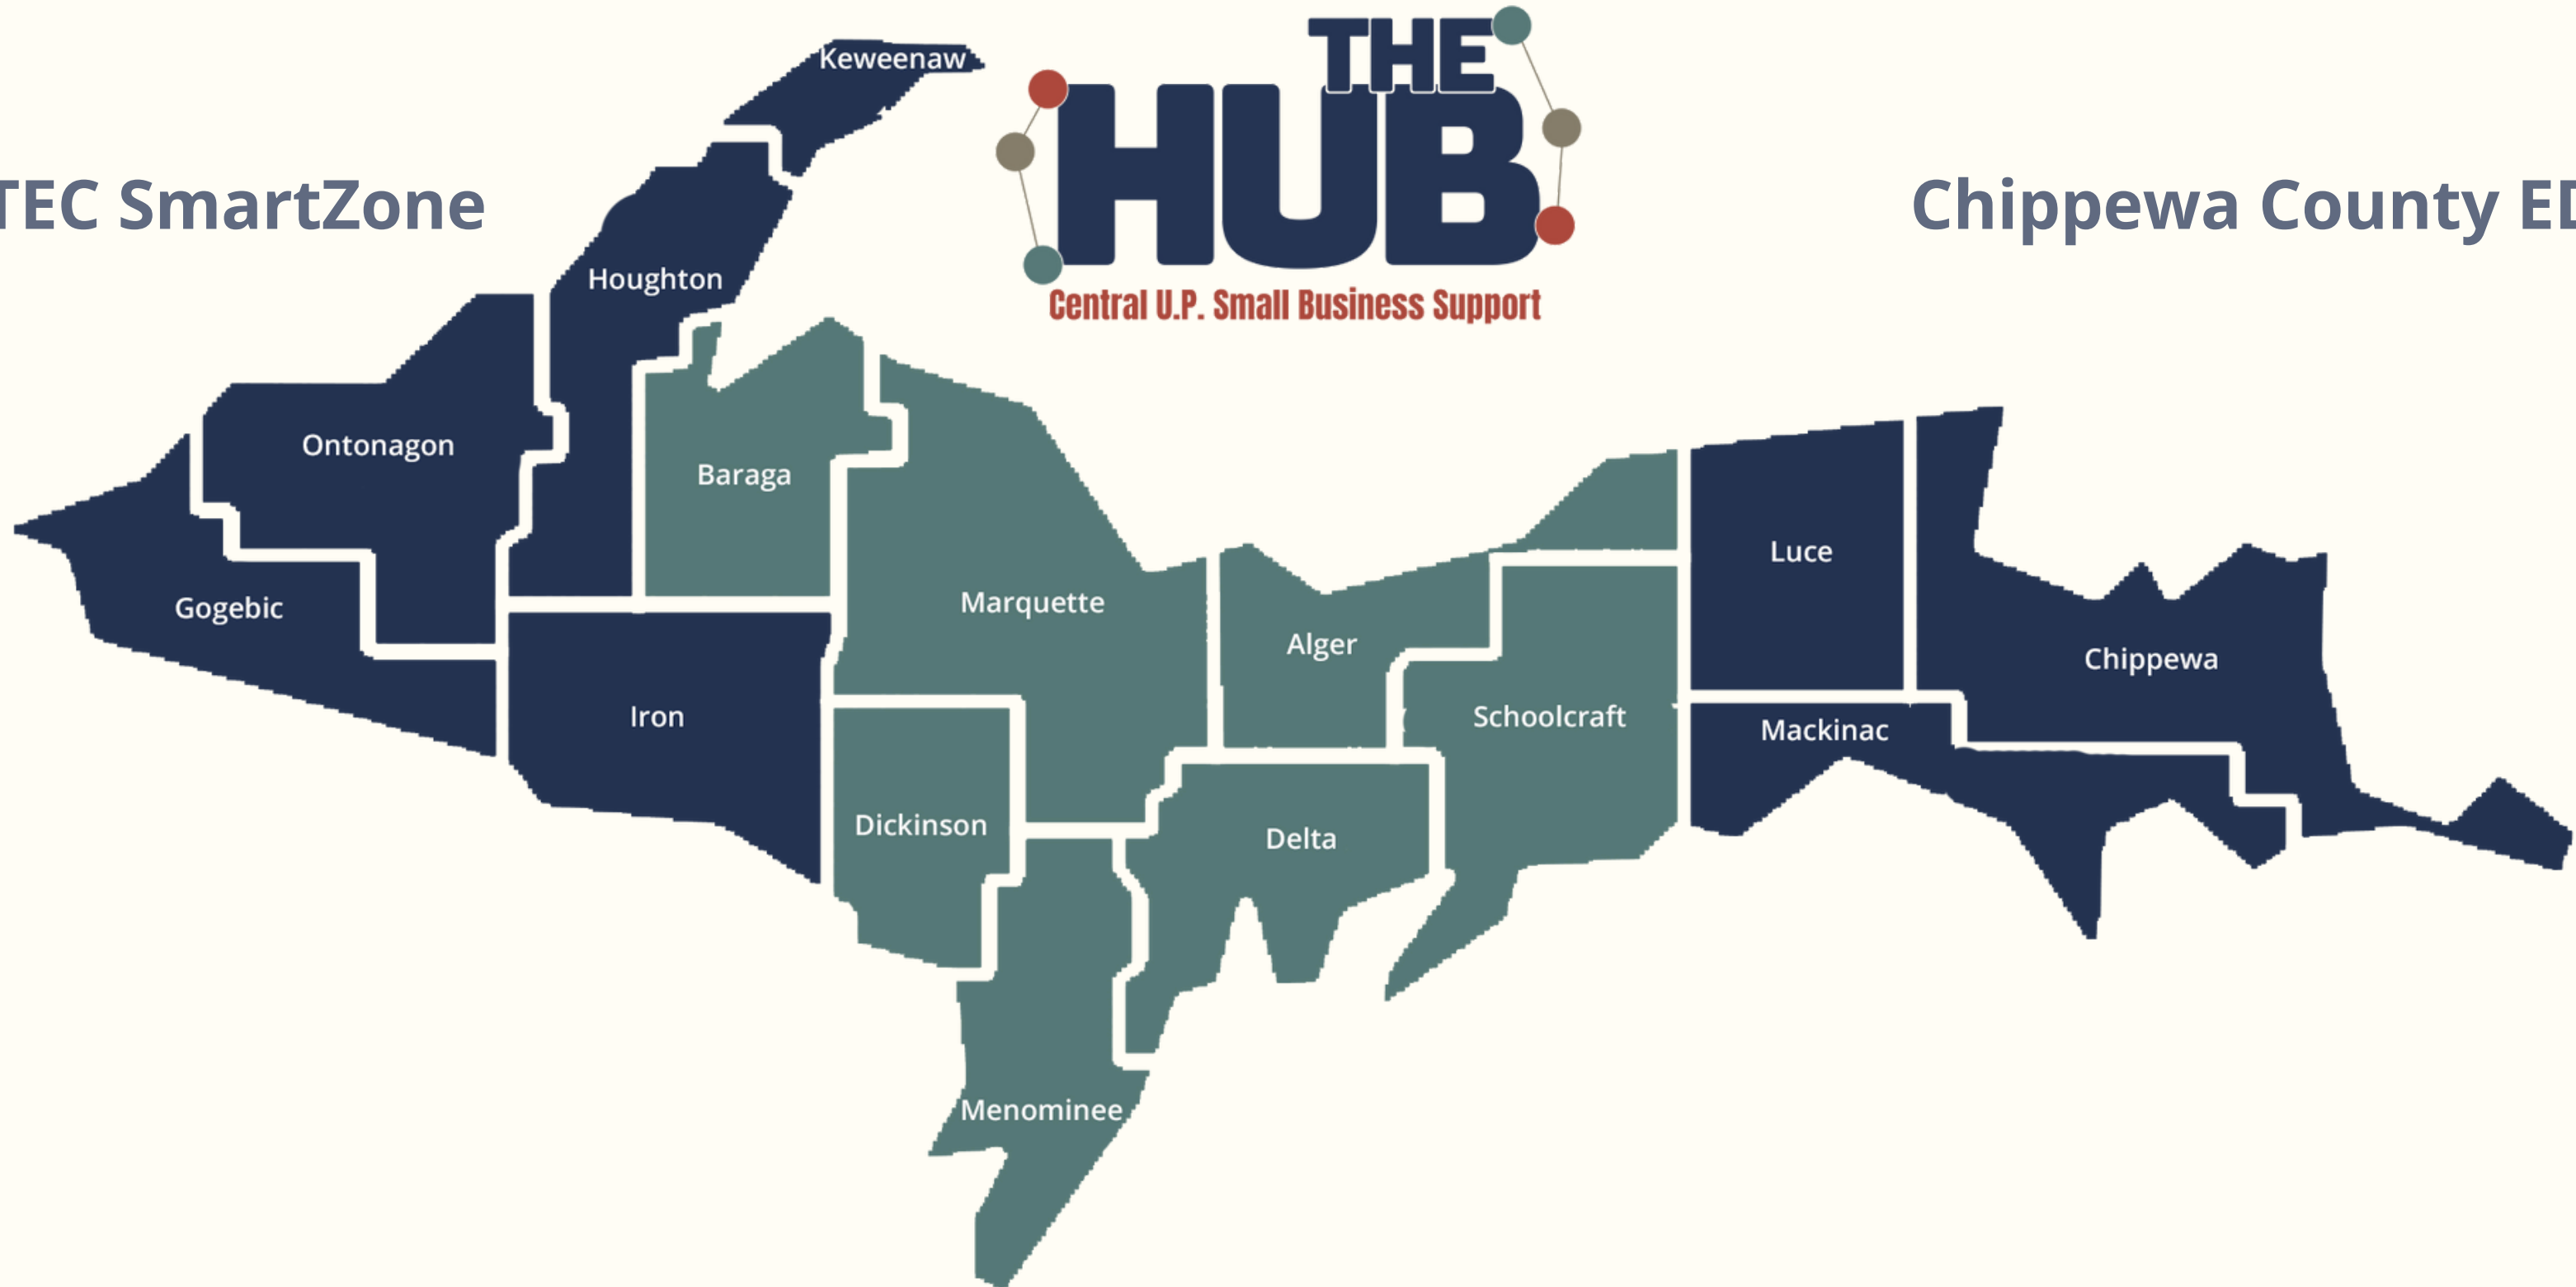 Keweenaw
THE
HUB
Central U.P. Small Business Support
TEC SmartZone
Chippewa County ED
Houghton
Ontonagon
Baraga
Luce
Marquette
Gogebic
Alger
Chippewa
Iron
Schoolcraft
Mackinac
Dickinson
Delta
Menominee